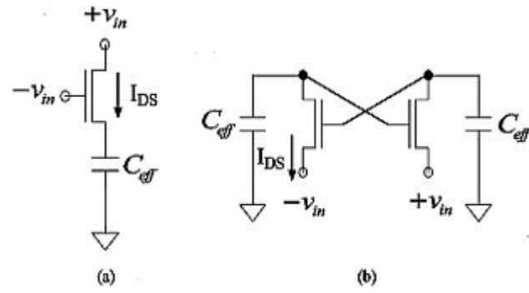 +v_in
-v_in
I_DS
C_eff
(a)
C_eff
I_DS
C_eff
-v_in
+v_in
(b)